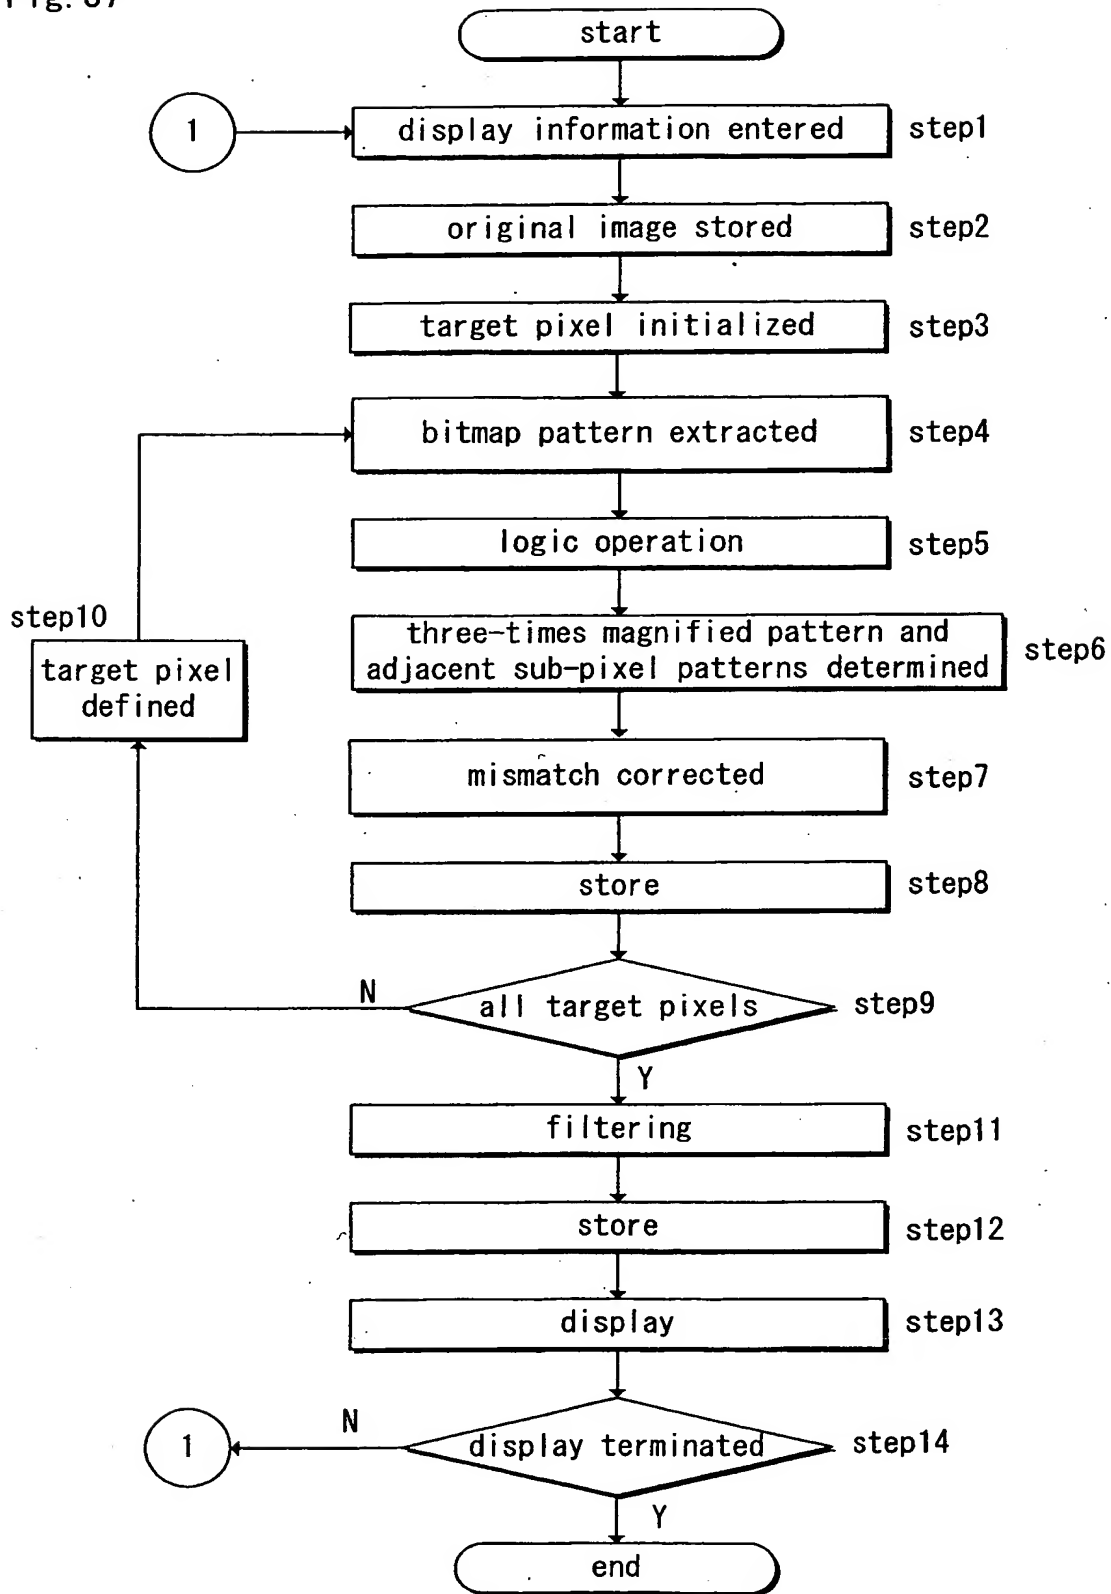 start
1
display information entered
step1
original image stored
step2
target pixel initialized
step3
bitmap pattern extracted
step4
logic operation
step5
step10
three-times magnified pattern and
adjacent sub-pixel patterns determined
step6
target pixel
defined
mismatch corrected
step7
store
step8
N
all target pixels
step9
Y
filtering
step11
store
step12
display
step13
N
1
display terminated
step14
Y
end